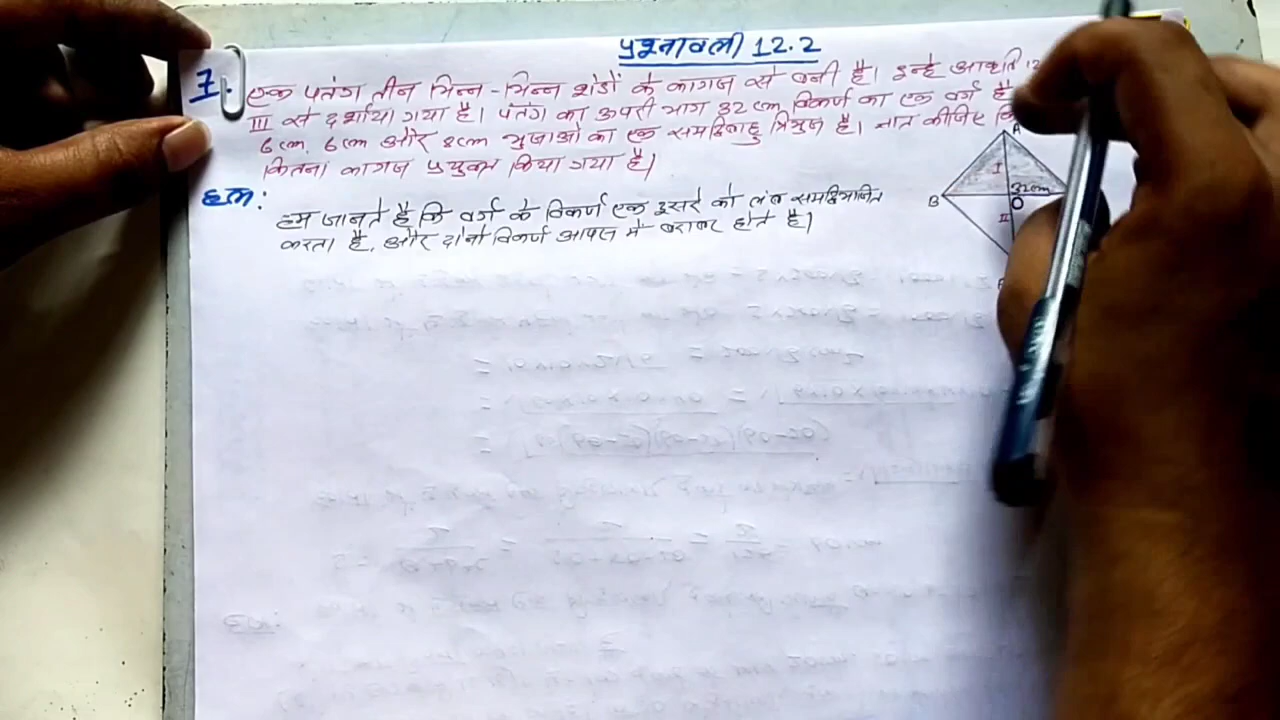 प्रश्नावली 12.2
7. एक पतंग तीन भिन्न-भिन्न शेडों के कागज से बनी है। इन्हे आकृति 12
III से दर्शाया गया है। पतंग का ऊपरी भाग 32 cm विकर्ण का एक वर्ग है
6cm, 6cm और 8cm भुजाओं का एक समद्विबाहु त्रिभुज है। ज्ञात कीजिए कि
कितना कागज प्रयुक्त किया गया है।
A
I
32cm
B
O
II
हल:
हम जानते है कि वर्ग के विकर्ण एक दूसरे को लंब समद्विभाजित
करता है, और दोनो विकर्ण आपस में बराबर होते है।